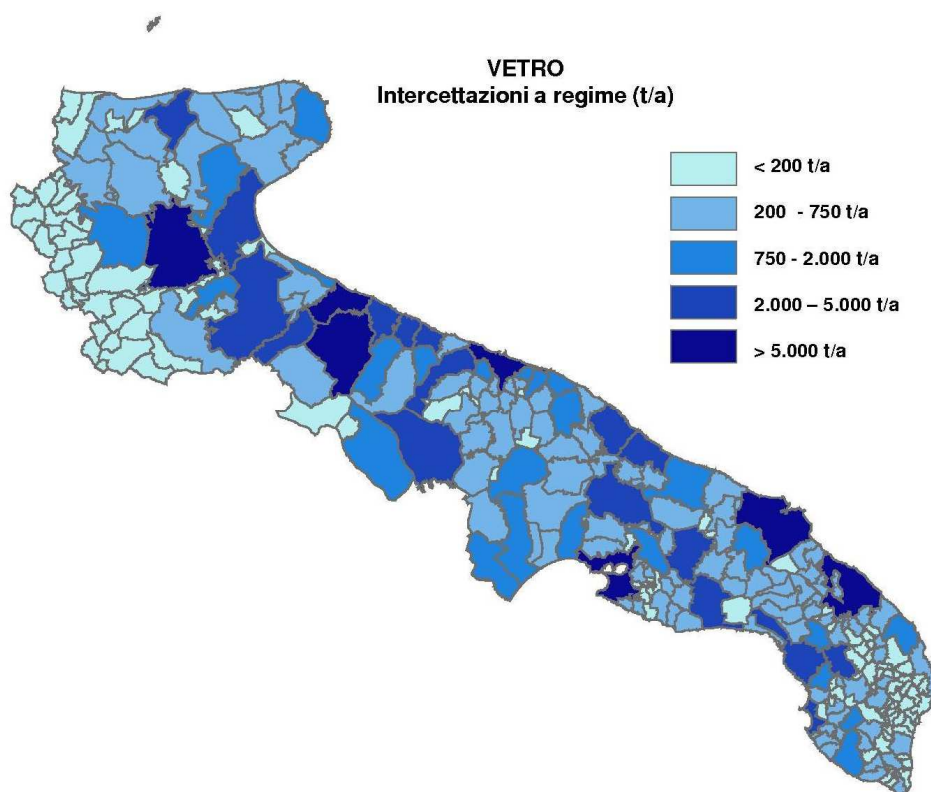 VETRO
Intercettazioni a regime (t/a)
< 200 t/a
200 - 750 t/a
750 - 2.000 t/a
2.000 – 5.000 t/a
> 5.000 t/a